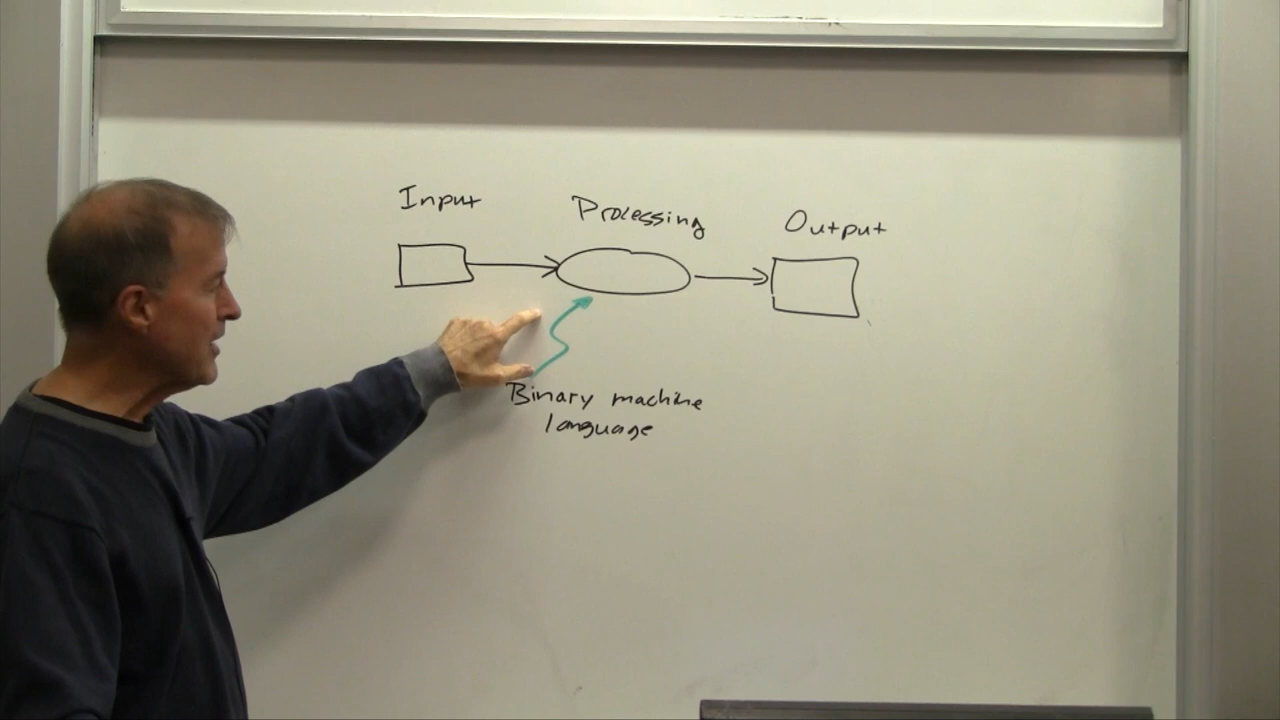 Input
Processing
Output
Binary machine
language